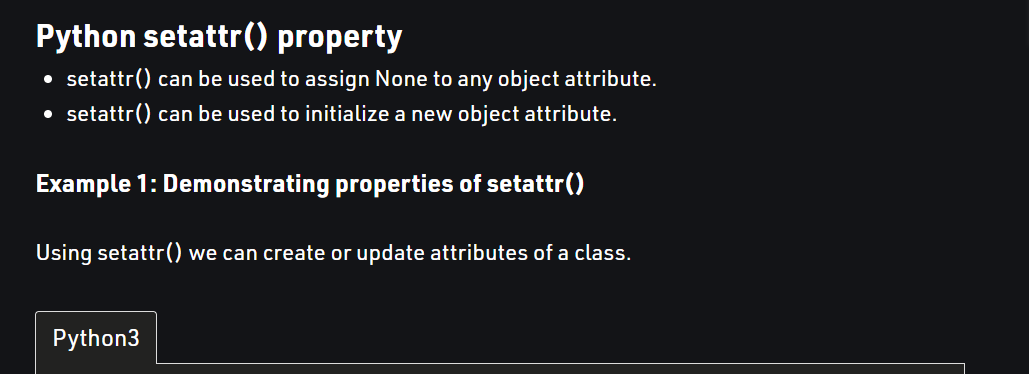 Python setattr() property
• setattr() can be used to assign None to any object attribute.
• setattr() can be used to initialize a new object attribute.
Example 1: Demonstrating properties of setattr()
Using setattr() we can create or update attributes of a class.
Python3